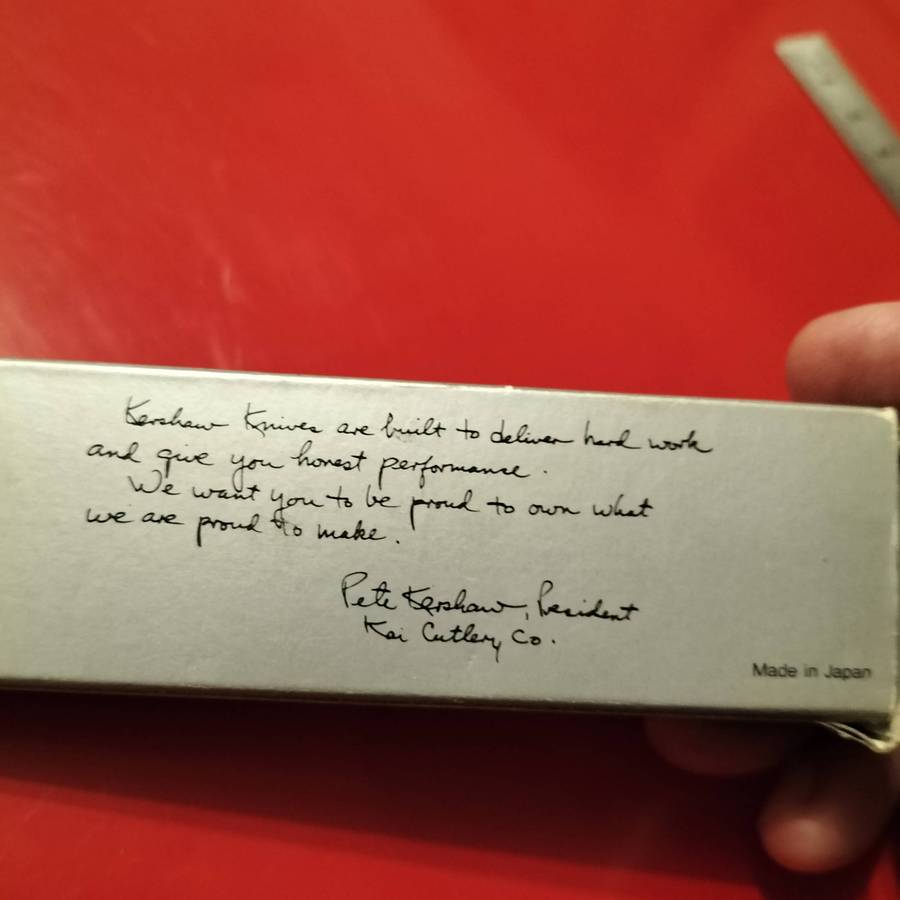 Kershaw Knives are built to deliver hard work
and give you honest performance.
We want you to be proud to own what
we are proud to make.
Pete Kershaw, President
Kai Cutlery Co.
Made in Japan